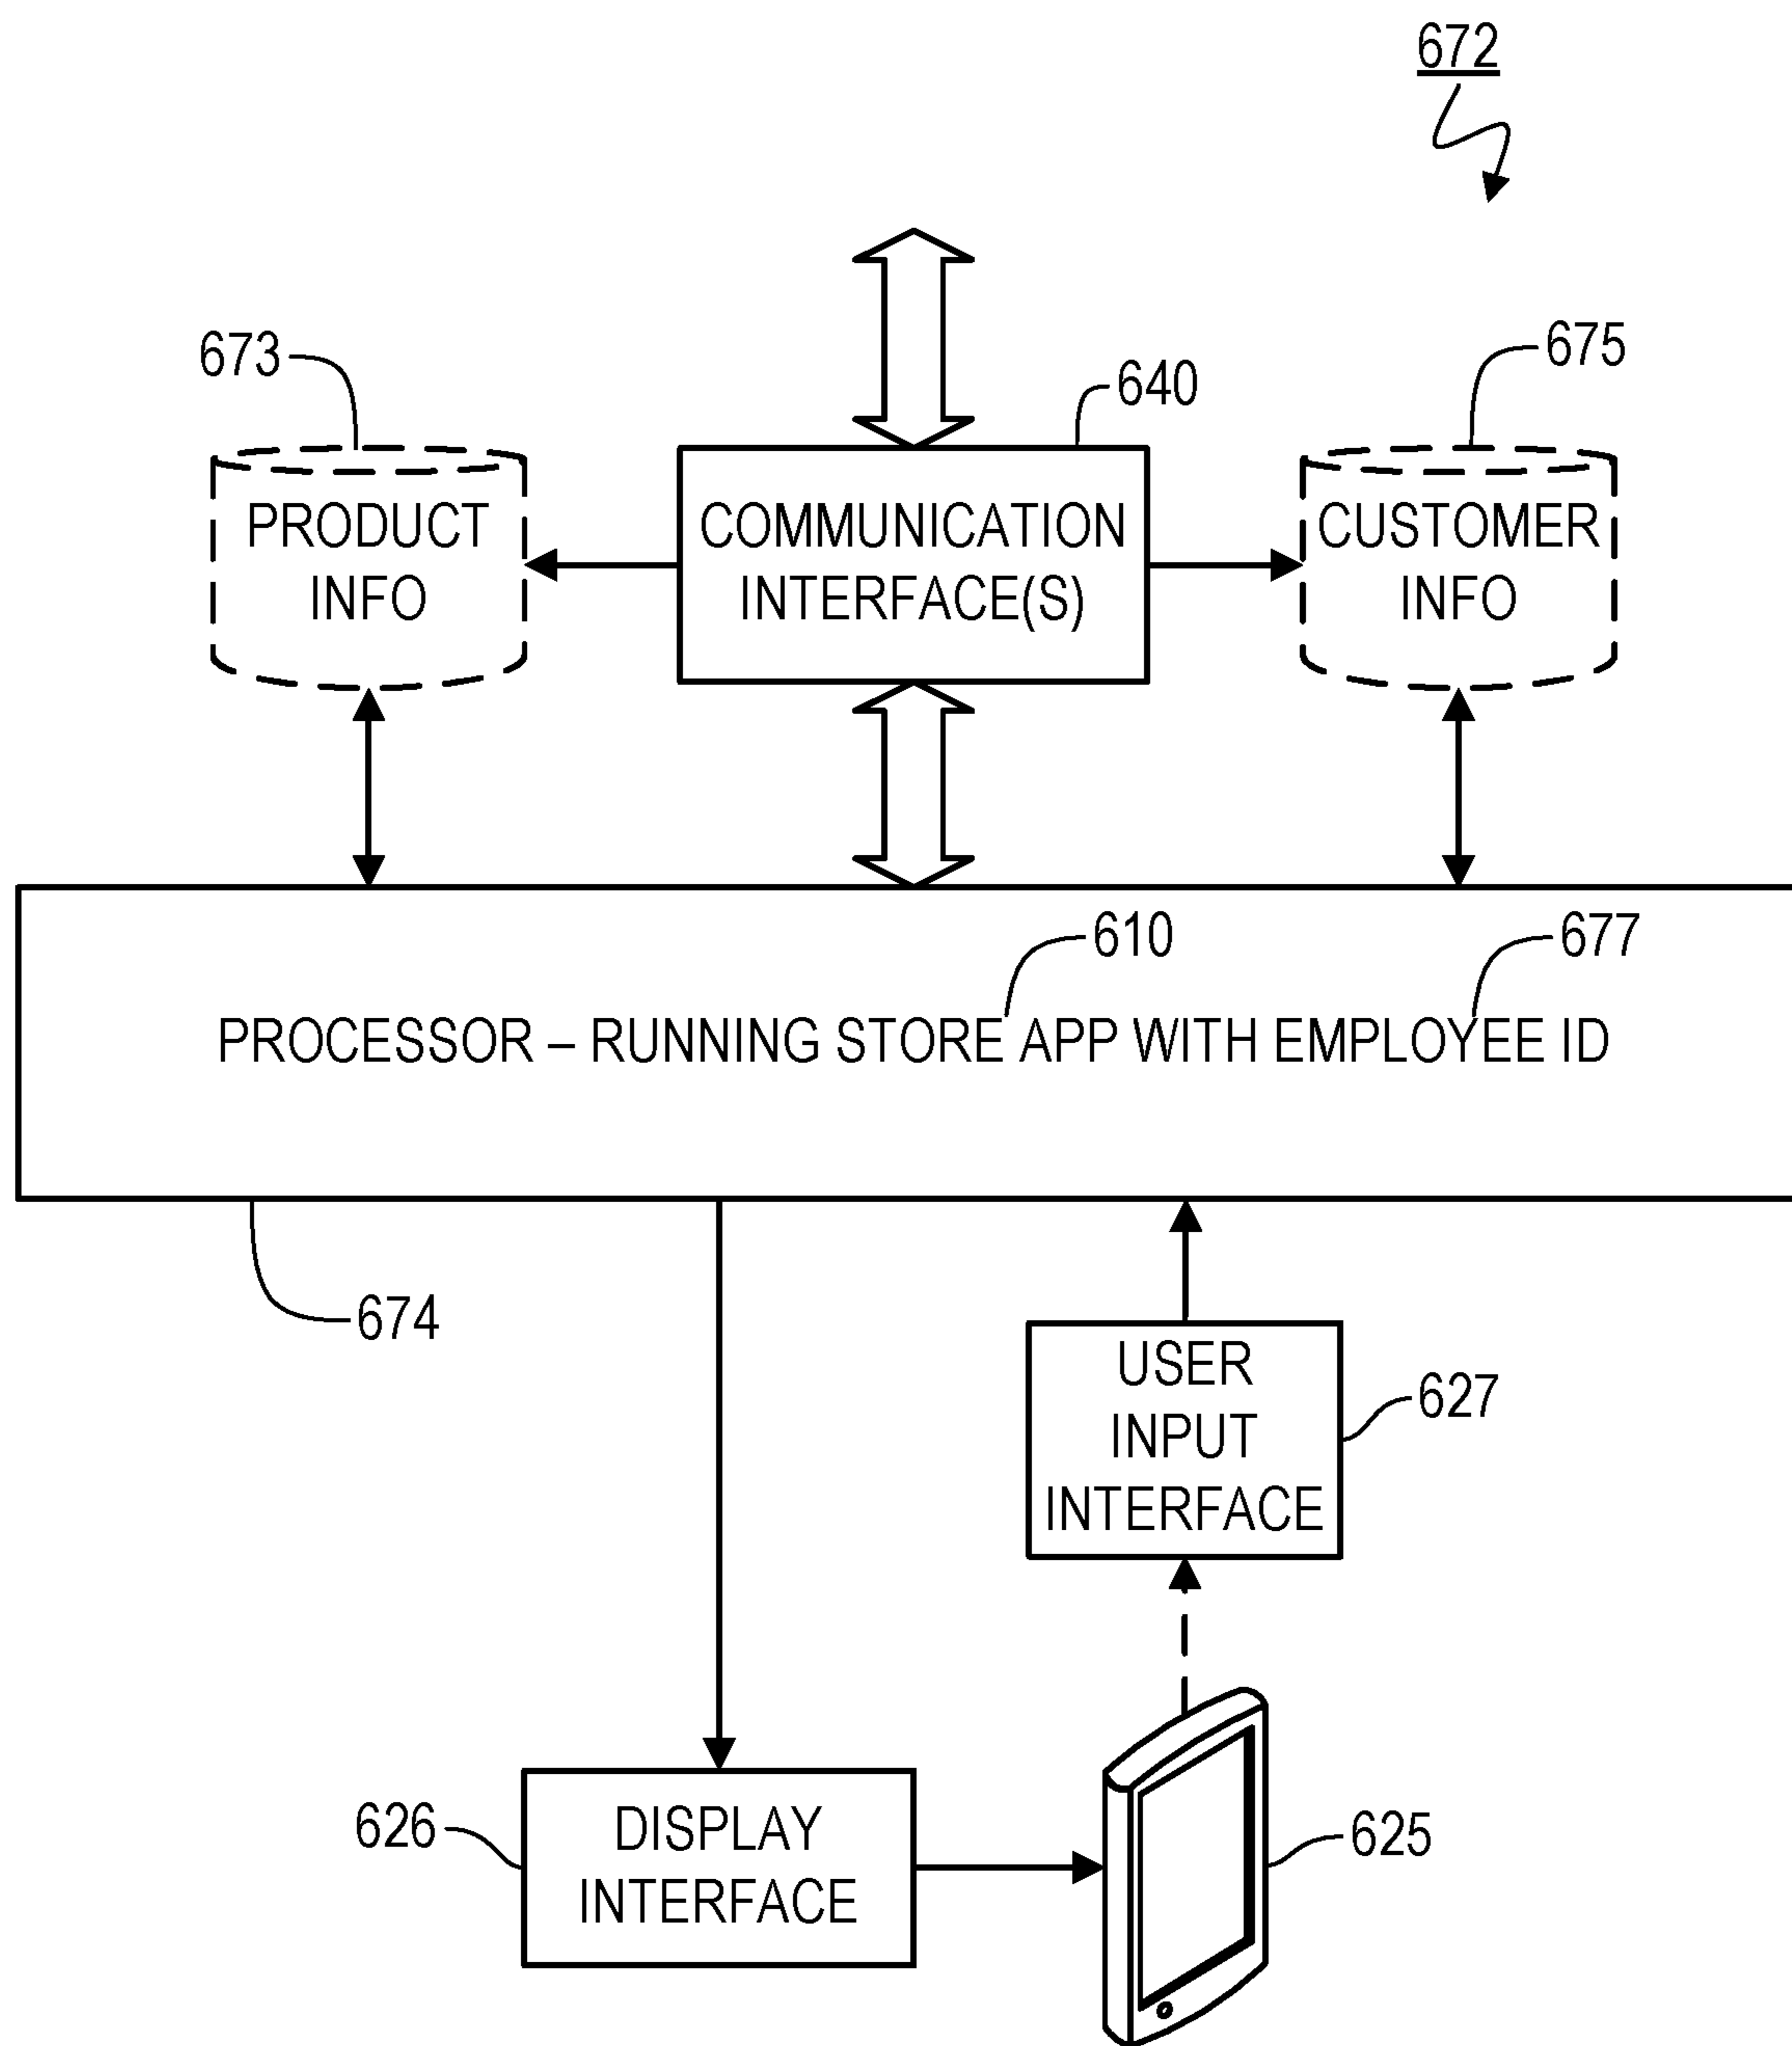 672
673
675
640
PRODUCT
INFO
COMMUNICATION
INTERFACE(S)
CUSTOMER
INFO
610
677
PROCESSOR – RUNNING STORE APP WITH EMPLOYEE ID
674
USER
INPUT
INTERFACE
627
626
DISPLAY
INTERFACE
625